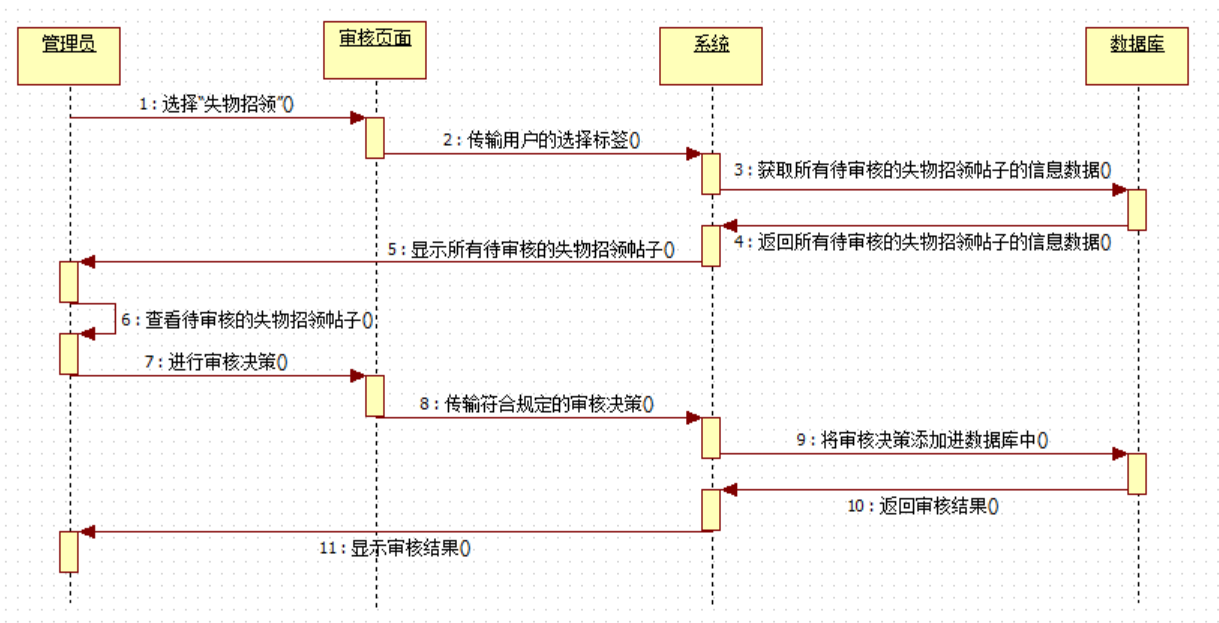 管理员
审核页面
系统
数据库
1：选择“失物招领”()
2：传输用户的选择标签()
3：获取所有待审核的失物招领帖子的信息数据()
4：返回所有待审核的失物招领帖子的信息数据()
5：显示所有待审核的失物招领帖子()
6：查看待审核的失物招领帖子()
7：进行审核决策()
8：传输符合规定的审核决策()
9：将审核决策添加进数据库中()
10：返回审核结果()
11：显示审核结果()